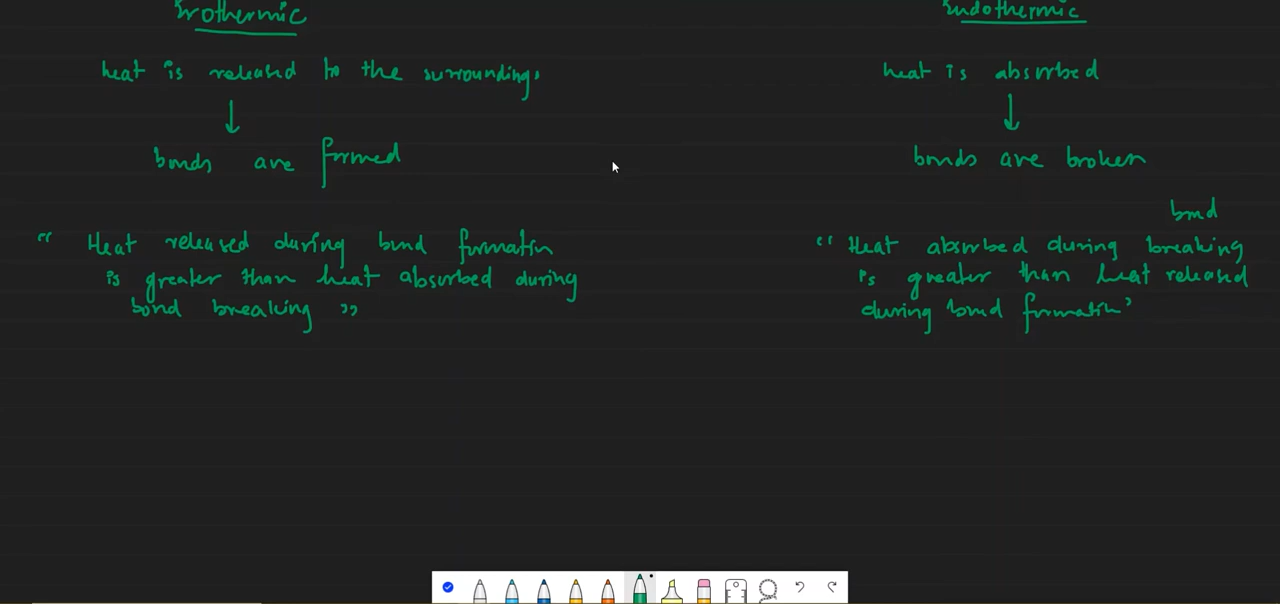 Exothermic
heat is released to the surroundings
bonds are formed
" Heat released during bond formation
is greater than heat absorbed during
bond breaking "
Endothermic
heat is absorbed
bonds are broken
bond
" Heat absorbed during breaking
is greater than heat released
during bond formation"